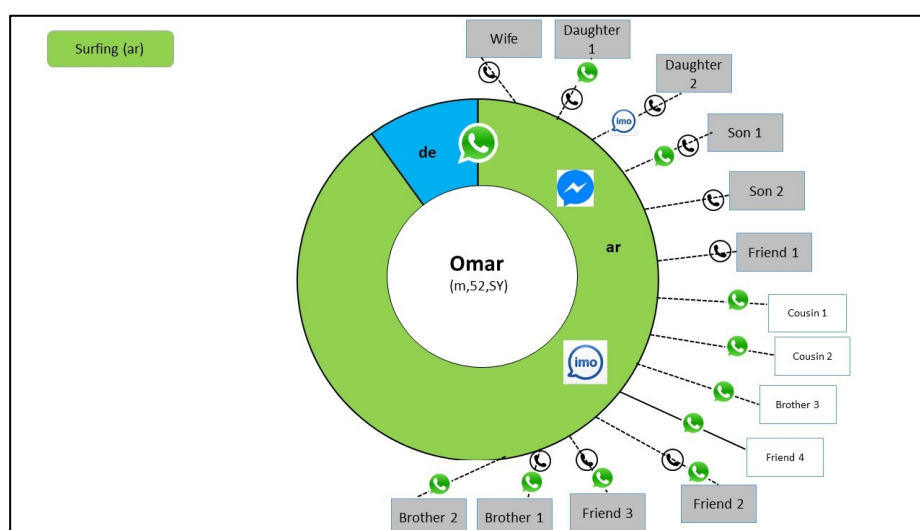 Surfing (ar)
Wife
Daughter
1
Daughter
2
Son 1
de
Son 2
ar
Friend 1
Omar
(m,52,SY)
Cousin 1
Cousin 2
imo
imo
Brother 3
Friend 4
Brother 2
Brother 1
Friend 3
Friend 2